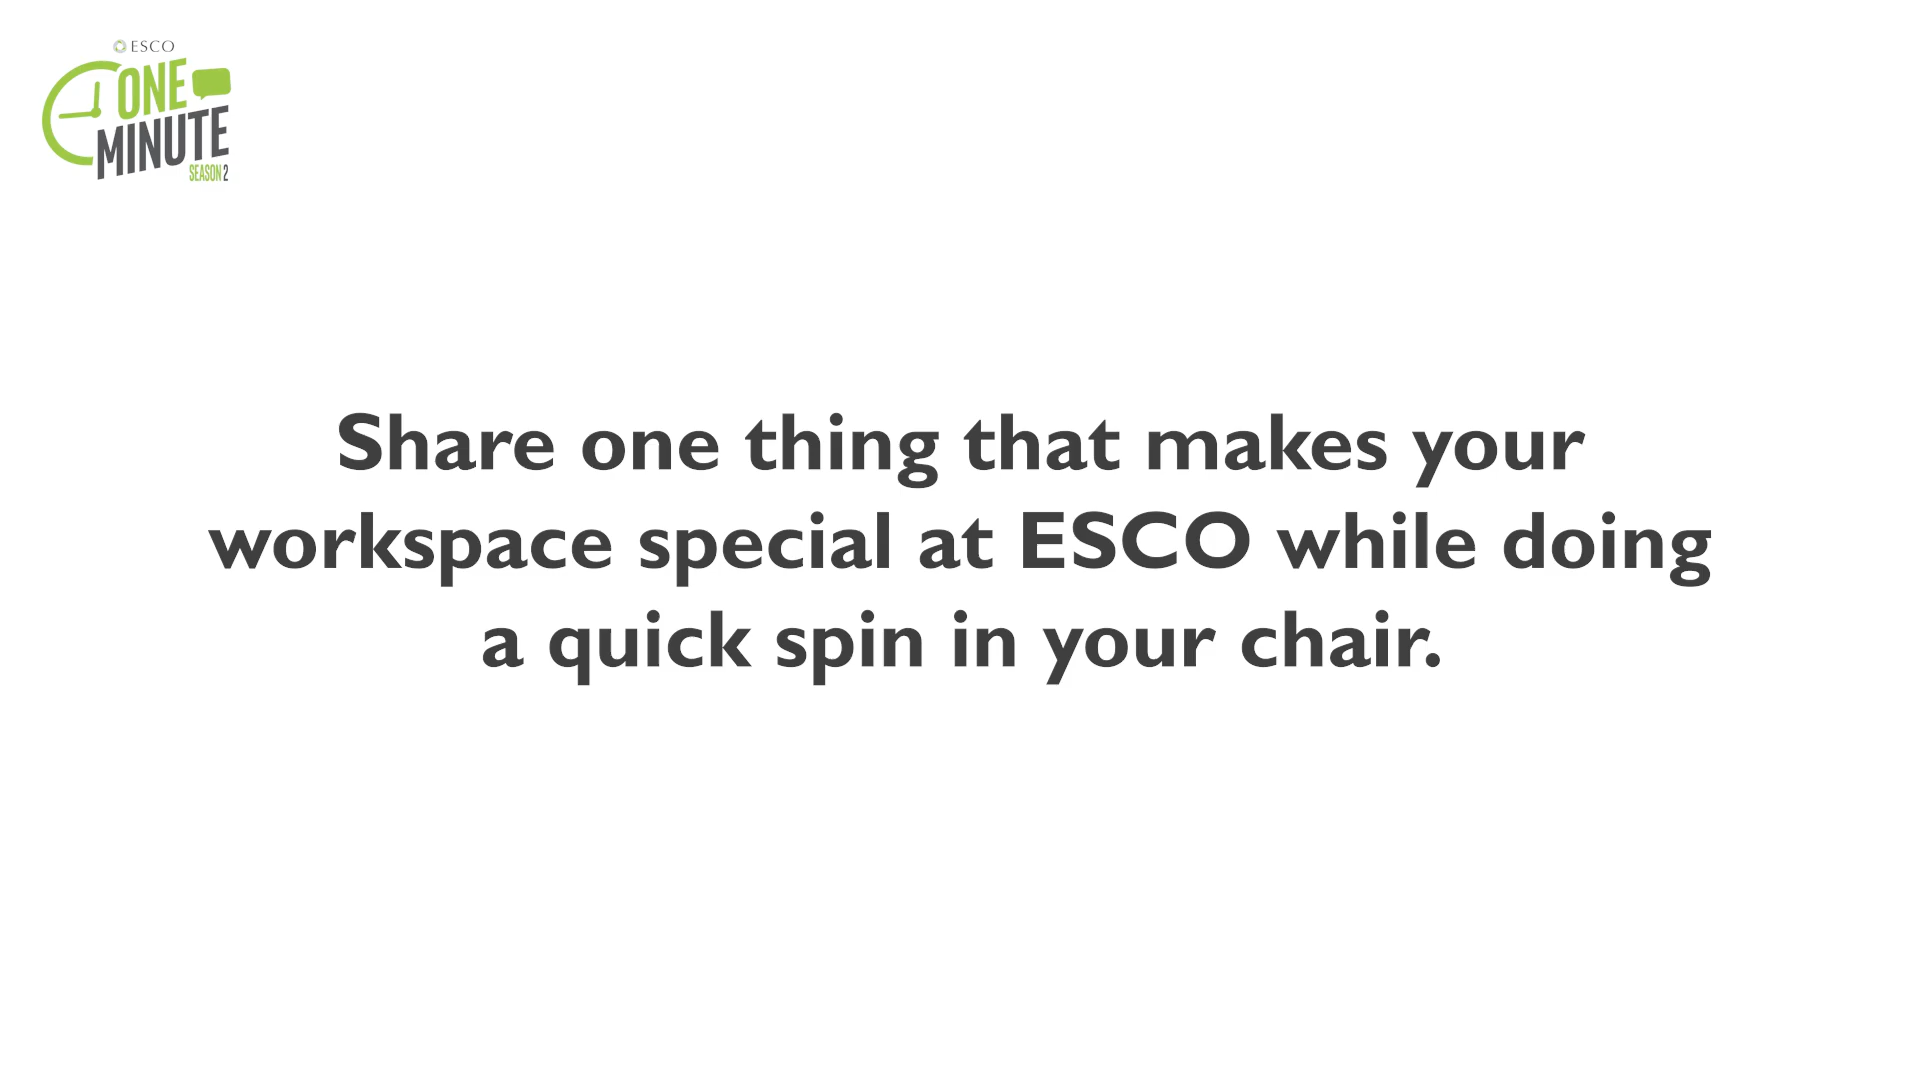 ESCO
ONE
MINUTE
SEASON 2
Share one thing that makes your
workspace special at ESCO while doing
a quick spin in your chair.